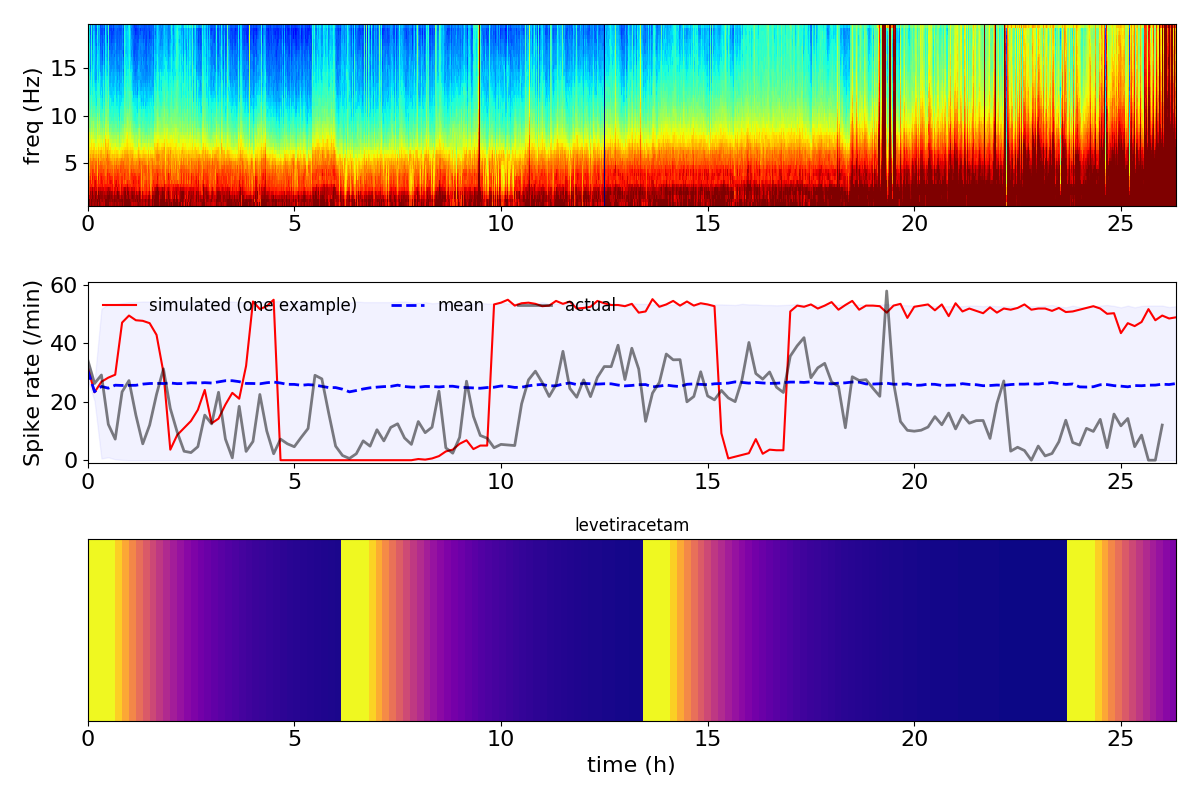 freq (Hz)
15
10
5
0 5 10 15 20 25
Spike rate (/min)
60
40
20
0
simulated (one example) mean actual
0 5 10 15 20 25
levetiracetam
0 5 10 15 20 25
time (h)